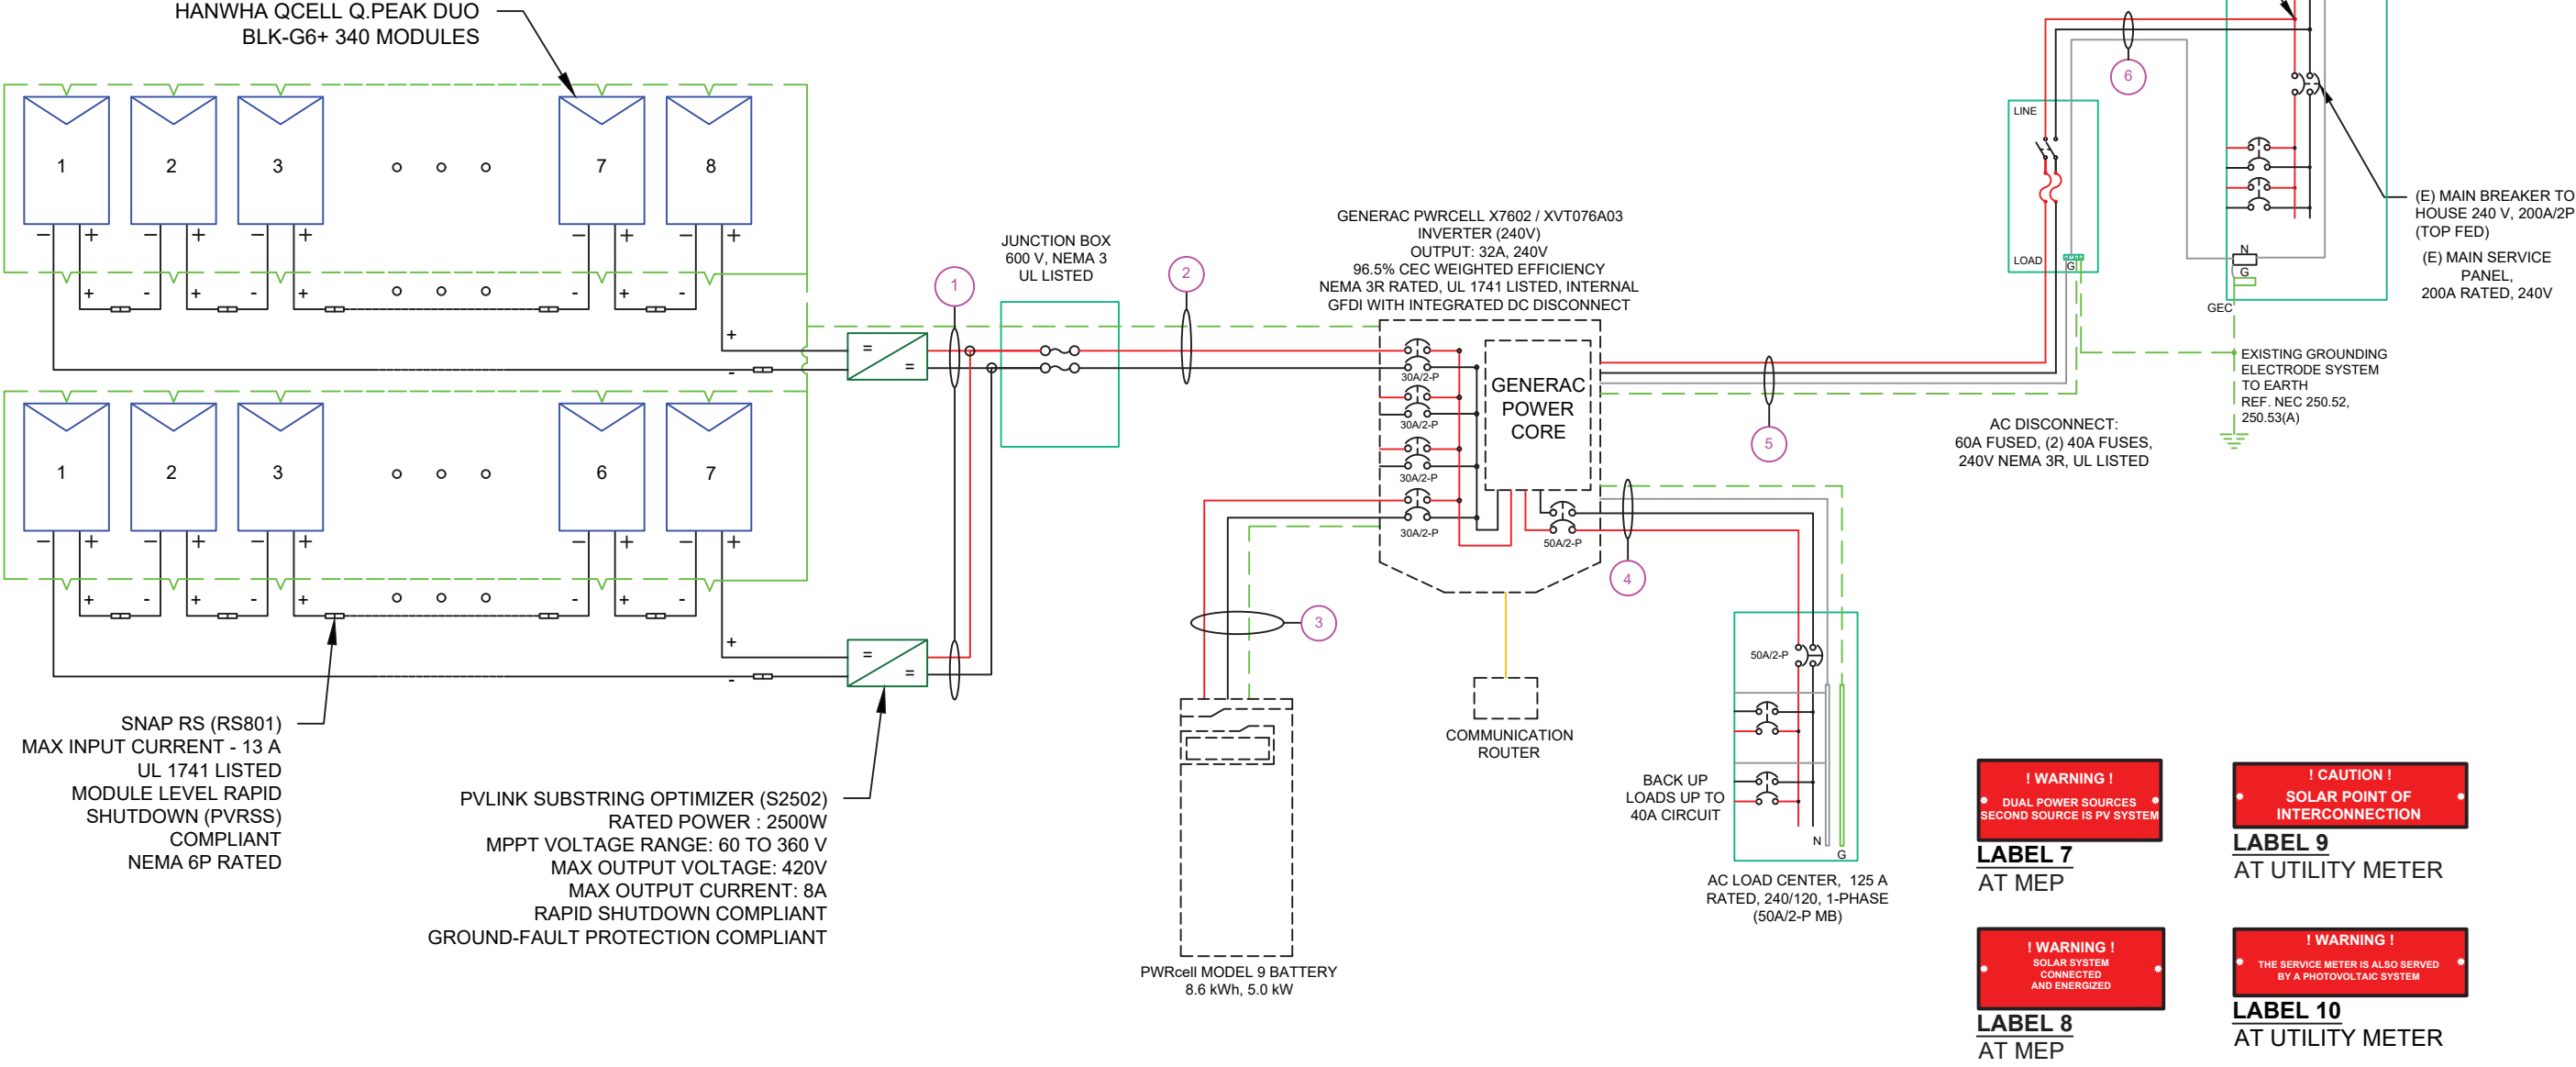 HANWHA QCELL Q.PEAK DUO
BLK-G6+ 340 MODULES
1 2 3 7 8
− + − + − + − + − +
+ - + - + - + -
+
-
1 2 3 6 7
− + − + − + − + − +
+ - + - + - + -
+
-
= =
= =
SNAP RS (RS801)
MAX INPUT CURRENT - 13 A
UL 1741 LISTED
MODULE LEVEL RAPID
SHUTDOWN (PVRSS)
COMPLIANT
NEMA 6P RATED
PVLINK SUBSTRING OPTIMIZER (S2502)
RATED POWER : 2500W
MPPT VOLTAGE RANGE: 60 TO 360 V
MAX OUTPUT VOLTAGE: 420V
MAX OUTPUT CURRENT: 8A
RAPID SHUTDOWN COMPLIANT
GROUND-FAULT PROTECTION COMPLIANT
1
JUNCTION BOX
600 V, NEMA 3
UL LISTED
2
GENERAC PWRCELL X7602 / XVT076A03
INVERTER (240V)
OUTPUT: 32A, 240V
96.5% CEC WEIGHTED EFFICIENCY
NEMA 3R RATED, UL 1741 LISTED, INTERNAL
GFDI WITH INTEGRATED DC DISCONNECT
30A/2-P
30A/2-P
30A/2-P
30A/2-P
GENERAC
POWER
CORE
50A/2-P
3
4
5
6
PWRcell MODEL 9 BATTERY
8.6 kWh, 5.0 kW
COMMUNICATION
ROUTER
50A/2-P
BACK UP
LOADS UP TO
40A CIRCUIT
N
G
AC LOAD CENTER, 125 A
RATED, 240/120, 1-PHASE
(50A/2-P MB)
LINE
LOAD
G
AC DISCONNECT:
60A FUSED, (2) 40A FUSES,
240V NEMA 3R, UL LISTED
N
G
GEC
(E) MAIN BREAKER TO
HOUSE 240 V, 200A/2P
(TOP FED)
(E) MAIN SERVICE
PANEL,
200A RATED, 240V
EXISTING GROUNDING
ELECTRODE SYSTEM
TO EARTH
REF. NEC 250.52,
250.53(A)
! WARNING !
DUAL POWER SOURCES
SECOND SOURCE IS PV SYSTEM
LABEL 7
AT MEP
! CAUTION !
SOLAR POINT OF
INTERCONNECTION
LABEL 9
AT UTILITY METER
! WARNING !
SOLAR SYSTEM
CONNECTED
AND ENERGIZED
LABEL 8
AT MEP
! WARNING !
THE SERVICE METER IS ALSO SERVED
BY A PHOTOVOLTAIC SYSTEM
LABEL 10
AT UTILITY METER